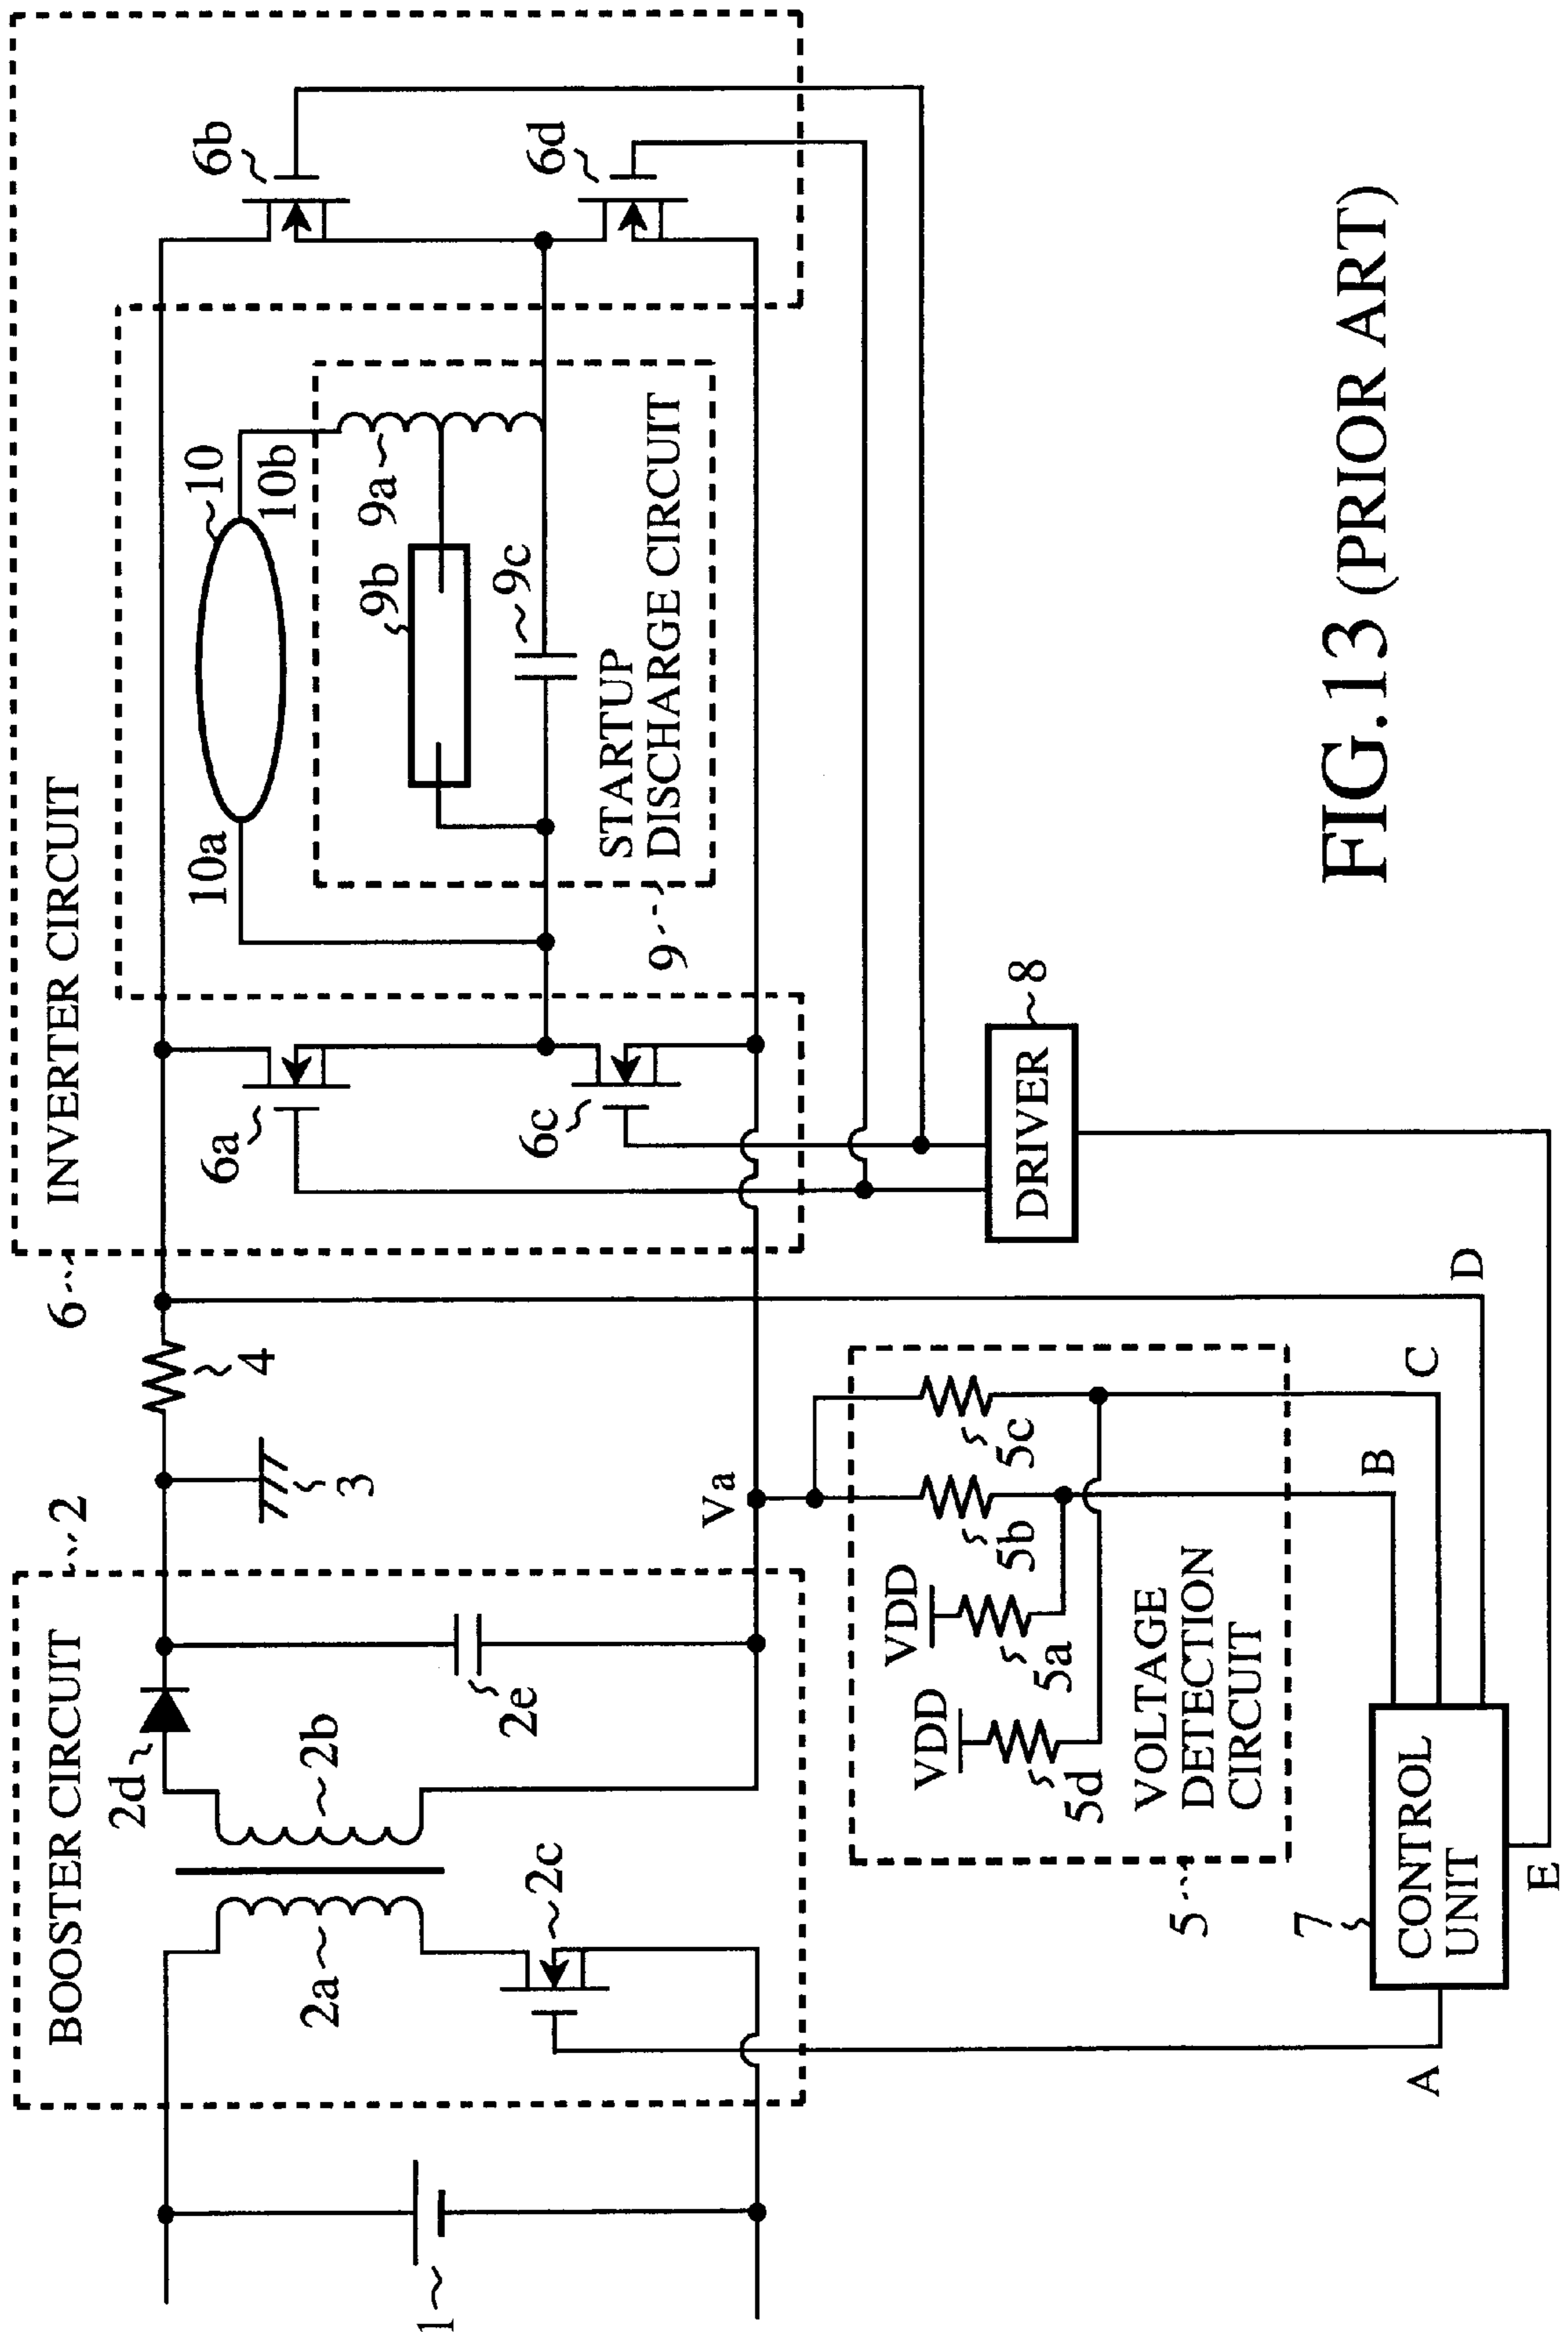 BOOSTER CIRCUIT
2
INVERTER CIRCUIT
6
2d
2b
2a
2c
2e
3
4
1
Va
6a
6b
6c
6d
10
10a
10b
9a
9b
9c
STARTUP
DISCHARGE CIRCUIT
9
VDD
VDD
5a
5b
5c
5d
VOLTAGE
DETECTION
CIRCUIT
5
DRIVER
8
7
CONTROL
UNIT
A
B
C
D
E
FIG.13 (PRIOR ART)